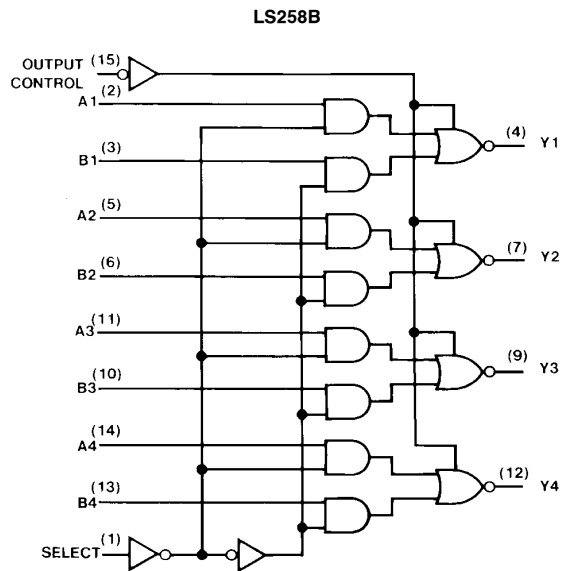 LS258B
OUTPUT CONTROL (15)
A1 (2)
B1 (3)
A2 (5)
B2 (6)
A3 (11)
B3 (10)
A4 (14)
B4 (13)
SELECT (1)
(4) Y1
(7) Y2
(9) Y3
(12) Y4